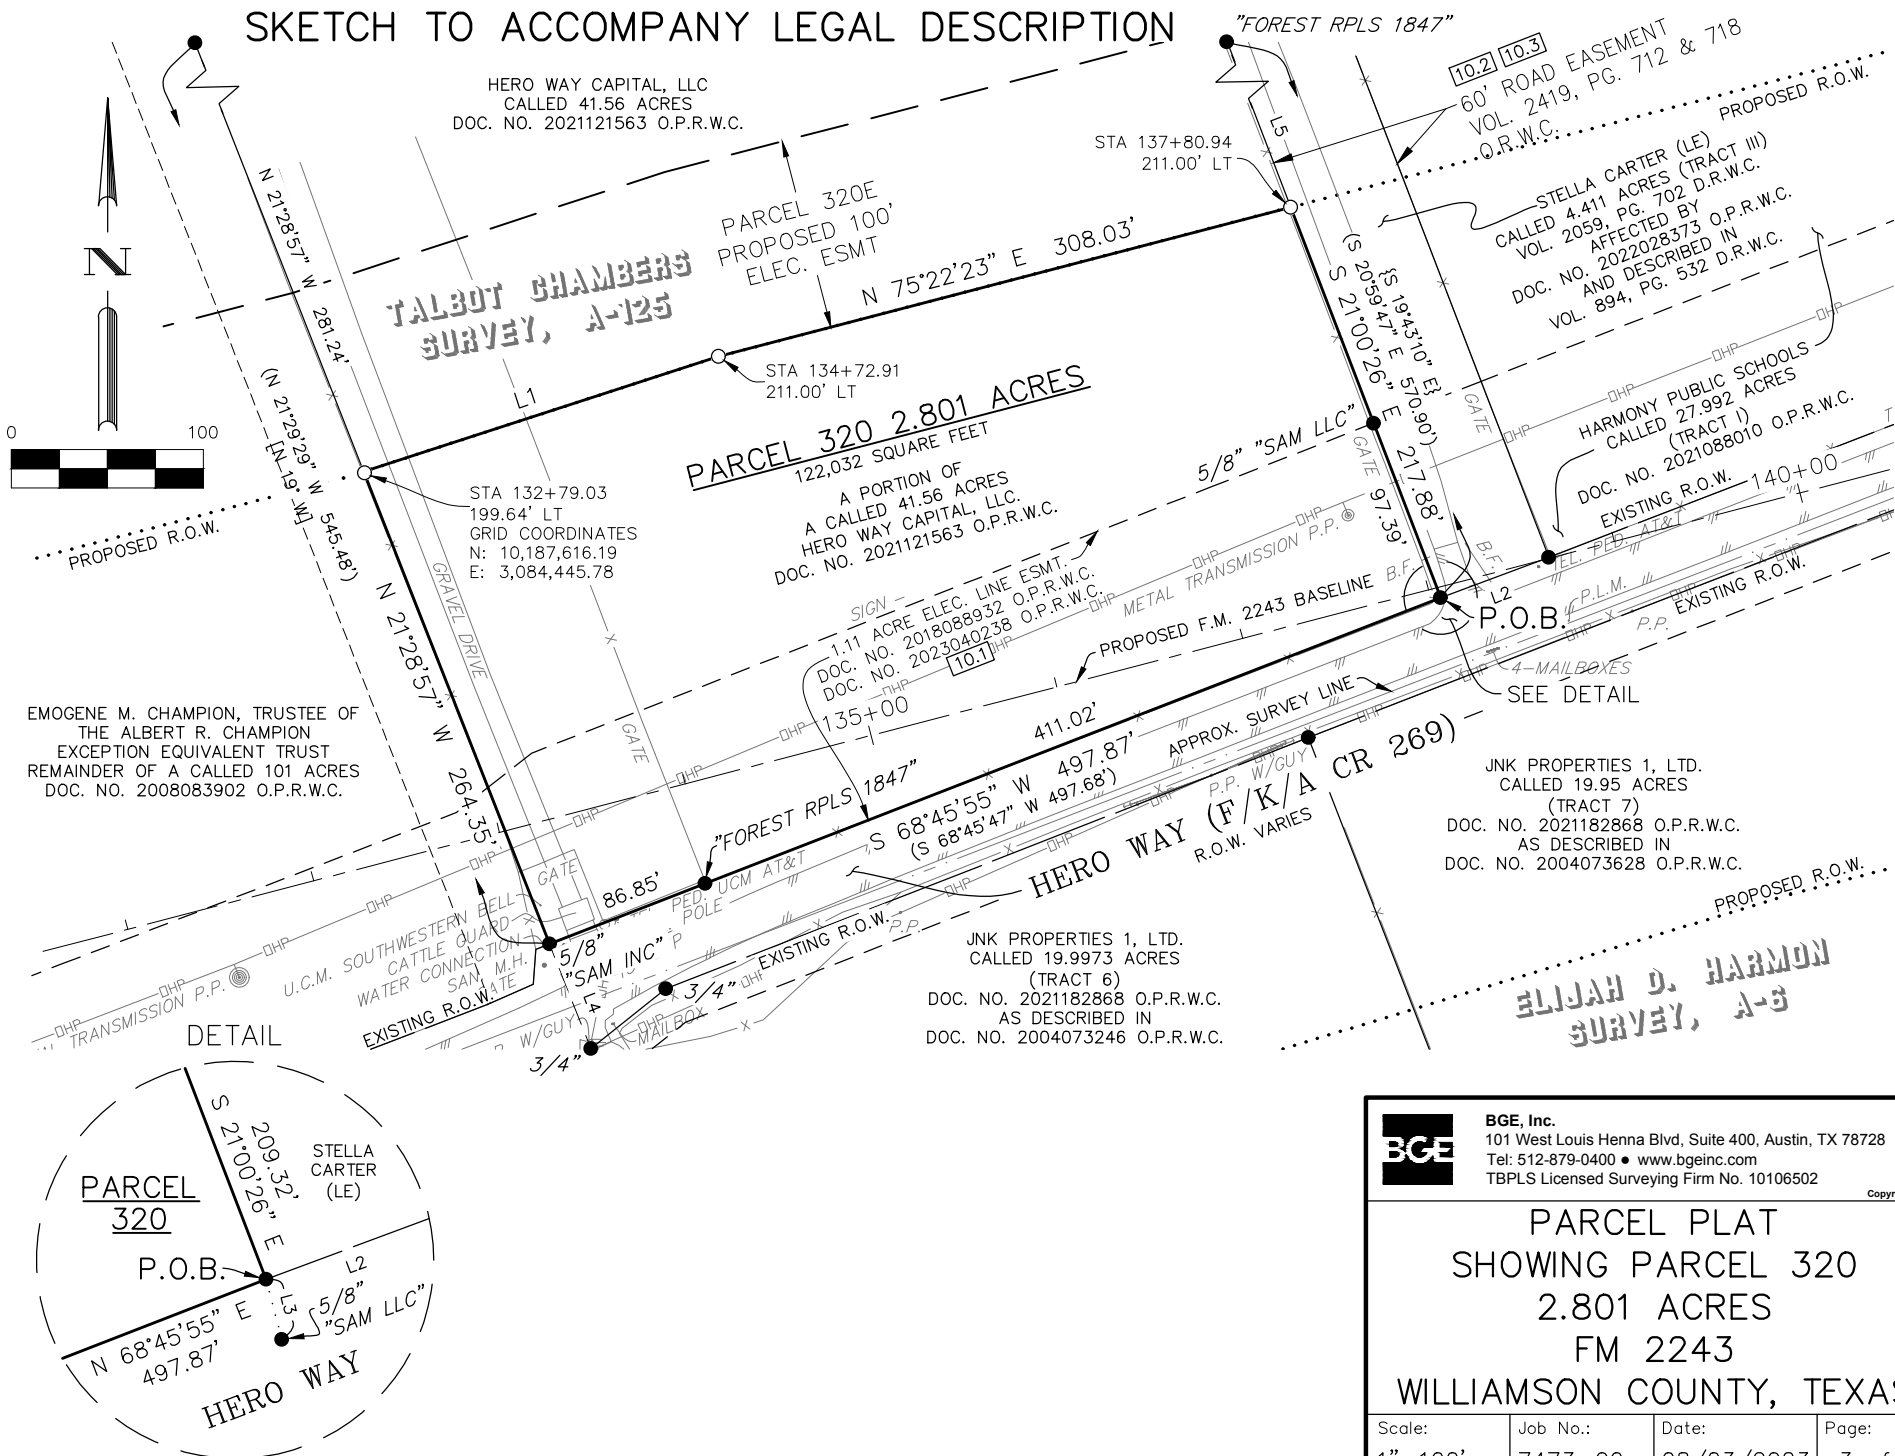 SKETCH TO ACCOMPANY LEGAL DESCRIPTION
"FOREST RPLS 1847"
HERO WAY CAPITAL, LLC
CALLED 41.56 ACRES
DOC. NO. 2021121563 O.P.R.W.C.
10.2 10.3
60' ROAD EASEMENT
VOL. 2419, PG. 712 & 718
O.R.W.C.
PROPOSED R.O.W.
L5
STA 137+80.94
211.00' LT
STELLA CARTER (LE)
CALLED 4.411 ACRES (TRACT III)
VOL. 2059, PG. 702 D.R.W.C.
AFFECTED BY
DOC. NO. 2022028373 O.P.R.W.C.
AND DESCRIBED IN
VOL. 894, PG. 532 D.R.W.C.
N
0 100
N 21°28'57" W 281.24'
(N 21°29'29" W 545.48')
[N 19° W]
PARCEL 320E
PROPOSED 100'
ELEC. ESMT
TALBOT CHAMBERS
SURVEY, A-125
N 75°22'23" E 308.03'
(S 20°59'47" E 570.90')
{S 19°43'10" E}
S 21°00'26" E 217.88'
L1
STA 134+72.91
211.00' LT
PARCEL 320 2.801 ACRES
122,032 SQUARE FEET
A PORTION OF
A CALLED 41.56 ACRES
HERO WAY CAPITAL, LLC.
DOC. NO. 2021121563 O.P.R.W.C.
5/8" "SAM LLC"
GATE
97.39'
GATE
OHP
HARMONY PUBLIC SCHOOLS
CALLED 27.992 ACRES
(TRACT I)
DOC. NO. 2021088010 O.P.R.W.C.
EXISTING R.O.W.
140+00
TEL. PED. AT&T
STA 132+79.03
199.64' LT
GRID COORDINATES
N: 10,187,616.19
E: 3,084,445.78
PROPOSED R.O.W.
GRAVEL DRIVE
N 21°28'57" W 264.35'
SIGN
1.11 ACRE ELEC. LINE ESMT.
DOC. NO. 2018088932 O.P.R.W.C.
DOC. NO. 2023040238 O.P.R.W.C.
10.1
OHP
METAL TRANSMISSION P.P.
PROPOSED F.M. 2243 BASELINE
B.F.
B.F.
L2
P.O.B.
P.L.M.
P.P.
EXISTING R.O.W.
4-MAILBOXES
SEE DETAIL
135+00
GATE
EMOGENE M. CHAMPION, TRUSTEE OF
THE ALBERT R. CHAMPION
EXCEPTION EQUIVALENT TRUST
REMAINDER OF A CALLED 101 ACRES
DOC. NO. 2008083902 O.P.R.W.C.
411.02'
APPROX. SURVEY LINE
S 68°45'55" W 497.87'
(S 68°45'47" W 497.68')
P.P. W/GUY
HERO WAY (F/K/A CR 269)
R.O.W. VARIES
JNK PROPERTIES 1, LTD.
CALLED 19.95 ACRES
(TRACT 7)
DOC. NO. 2021182868 O.P.R.W.C.
AS DESCRIBED IN
DOC. NO. 2004073628 O.P.R.W.C.
"FOREST RPLS 1847"
86.85'
PED. UCM AT&T
POLE
GATE
U.C.M. SOUTHWESTERN BELL
CATTLE GUARD
WATER CONNECTION
SAN. M.H.
EXISTING R.O.W.
5/8"
"SAM INC"
L4
3/4"
3/4"
MAILBOX
W/GUY
EXISTING R.O.W.
P.P.
TRANSMISSION P.P.
JNK PROPERTIES 1, LTD.
CALLED 19.9973 ACRES
(TRACT 6)
DOC. NO. 2021182868 O.P.R.W.C.
AS DESCRIBED IN
DOC. NO. 2004073246 O.P.R.W.C.
PROPOSED R.O.W.
ELIJAH D. HARMON
SURVEY, A-6
DETAIL
S 21°00'26" E
209.32'
STELLA
CARTER
(LE)
PARCEL
320
P.O.B.
L2
L3
5/8"
"SAM LLC"
N 68°45'55" E
497.87'
HERO WAY
BGE
BGE, Inc.
101 West Louis Henna Blvd, Suite 400, Austin, TX 78728
Tel: 512-879-0400 ● www.bgeinc.com
TBPLS Licensed Surveying Firm No. 10106502
PARCEL PLAT
SHOWING PARCEL 320
2.801 ACRES
FM 2243
WILLIAMSON COUNTY, TEXAS
Scale: Job No.: Date: Page: